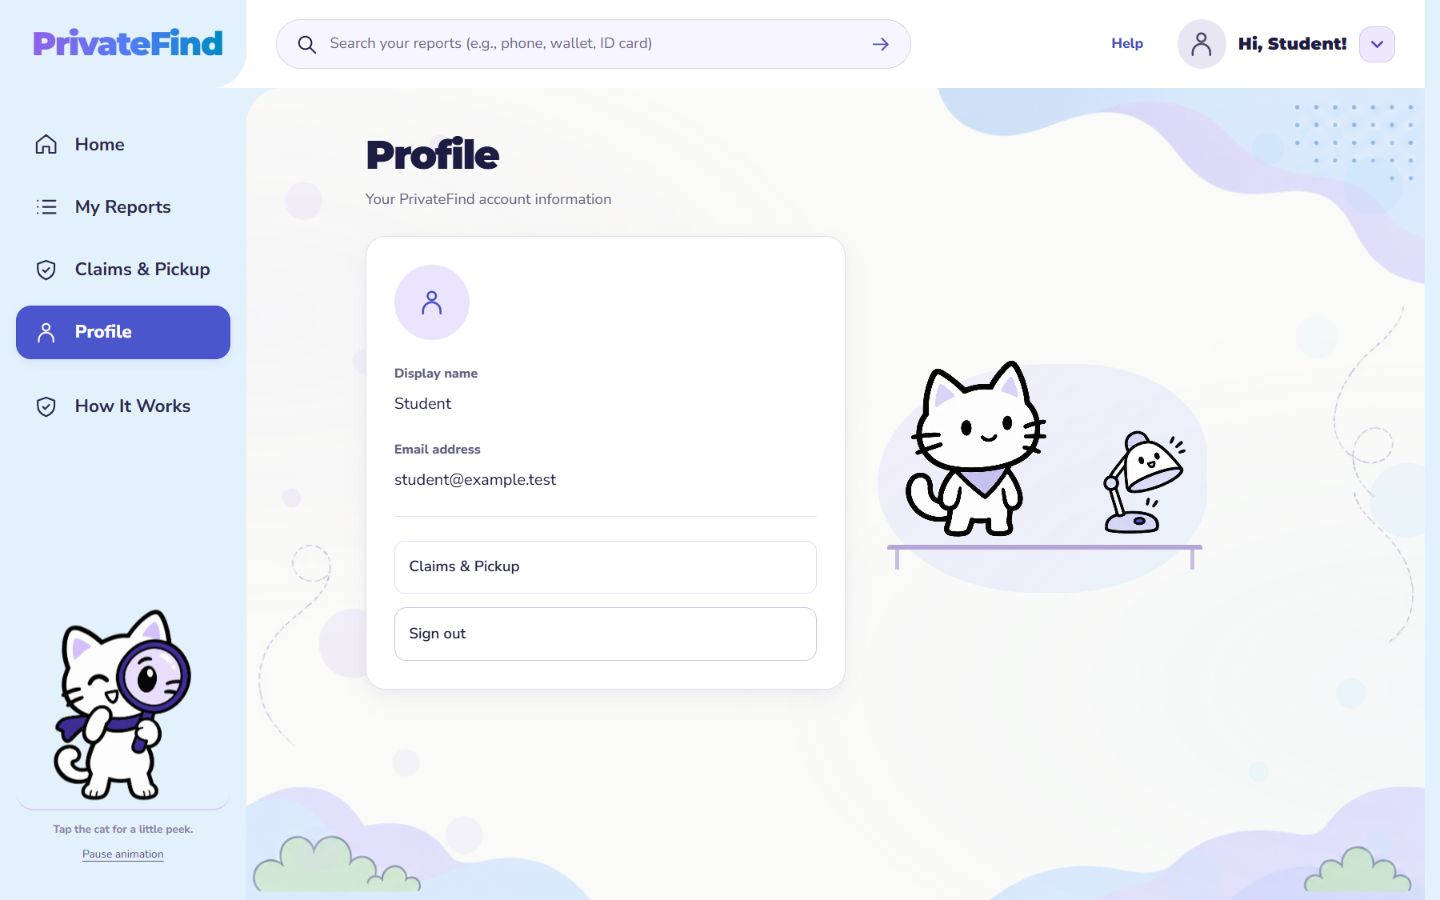 PrivateFind
Search your reports (e.g., phone, wallet, ID card)
Help
Hi, Student!
Home
My Reports
Claims & Pickup
Profile
How It Works
Tap the cat for a little peek.
Pause animation
Profile
Your PrivateFind account information
Display name
Student
Email address
student@example.test
Claims & Pickup
Sign out